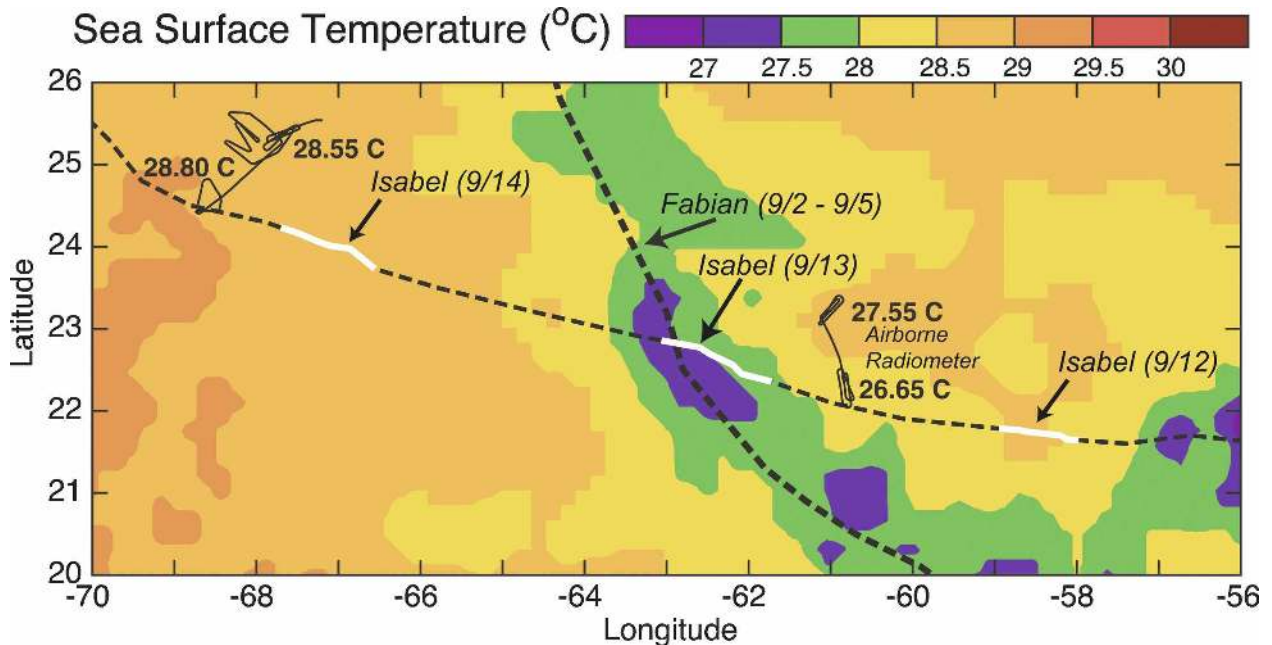 Sea Surface Temperature (°C)
27 27.5 28 28.5 29 29.5 30
26
25
24
23
22
21
20
Latitude
28.80 C
28.55 C
Isabel (9/14)
Fabian (9/2 - 9/5)
Isabel (9/13)
27.55 C
Airborne
Radiometer
26.65 C
Isabel (9/12)
-70 -68 -66 -64 -62 -60 -58 -56
Longitude